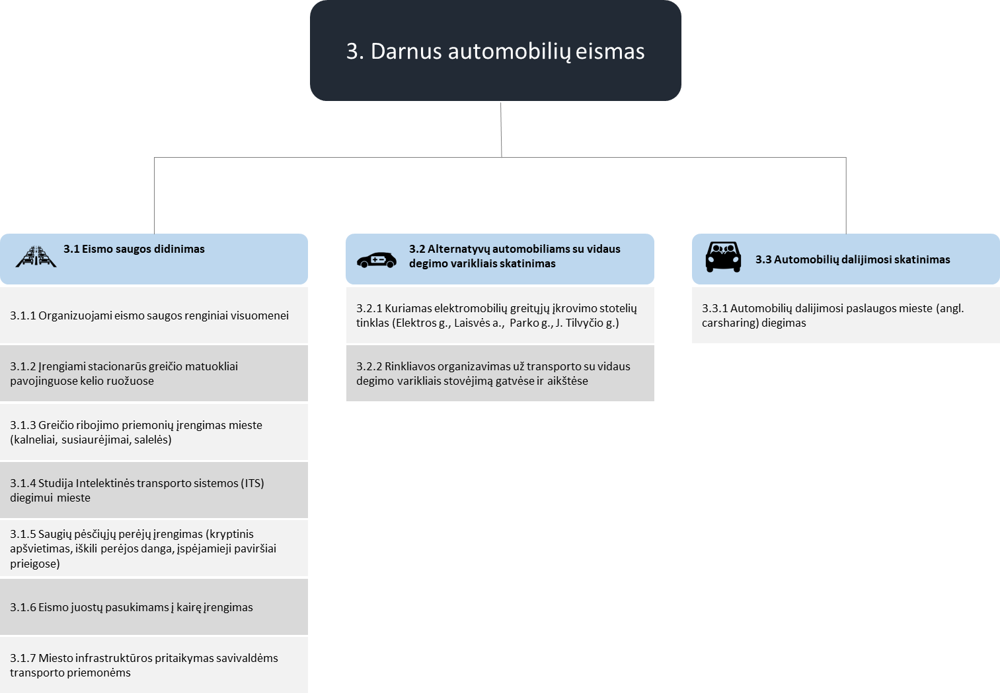 3. Darnus automobilių eismas
3.1 Eismo saugos didinimas
3.1.1 Organizuojami eismo saugos renginiai visuomenei
3.1.2 Įrengiami stacionarūs greičio matuokliai
pavojinguose kelio ruožuose
3.1.3 Greičio ribojimo priemonių įrengimas mieste
(kalneliai, susiaurėjimai, salelės)
3.1.4 Studija Intelektinės transporto sistemos (ITS)
diegimui mieste
3.1.5 Saugių pėsčiųjų perėjų įrengimas (kryptinis
apšvietimas, iškili perėjos danga, įspėjamieji paviršiai
prieigose)
3.1.6 Eismo juostų pasukimams į kairę įrengimas
3.1.7 Miesto infrastruktūros pritaikymas savivaldėms
transporto priemonėms
3.2 Alternatyvų automobiliams su vidaus
degimo varikliais skatinimas
3.2.1 Kuriamas elektromobilių greitųjų įkrovimo stotelių
tinklas (Elektros g., Laisvės a., Parko g., J. Tilvyčio g.)
3.2.2 Rinkliavos organizavimas už transporto su vidaus
degimo varikliais stovėjimą gatvėse ir aikštėse
3.3 Automobilių dalijimosi skatinimas
3.3.1 Automobilių dalijimosi paslaugos mieste (angl.
carsharing) diegimas